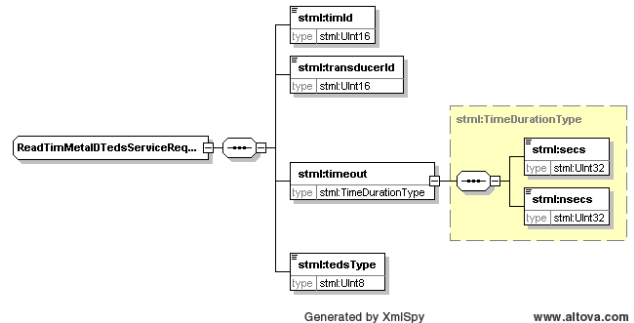 stml:timId
type stml:UInt16
stml:transducerId
type stml:UInt16
stml:TimeDurationType
stml:secs
type stml:UInt32
ReadTimMetaIDTedsServiceReq...
stml:timeout
type stml:TimeDurationType
stml:nsecs
type stml:UInt32
stml:tedsType
type stml:UInt8
Generated by XmlSpy
www.altova.com